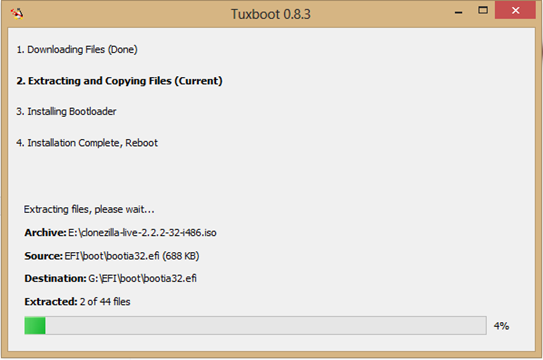 Tuxboot 0.8.3
1. Downloading Files (Done)
2. Extracting and Copying Files (Current)
3. Installing Bootloader
4. Installation Complete, Reboot
Extracting files, please wait...
Archive: E:\clonezilla-live-2.2.2-32-i486.iso
Source: EFI\boot\bootia32.efi (688 KB)
Destination: G:\EFI\boot\bootia32.efi
Extracted: 2 of 44 files
4%